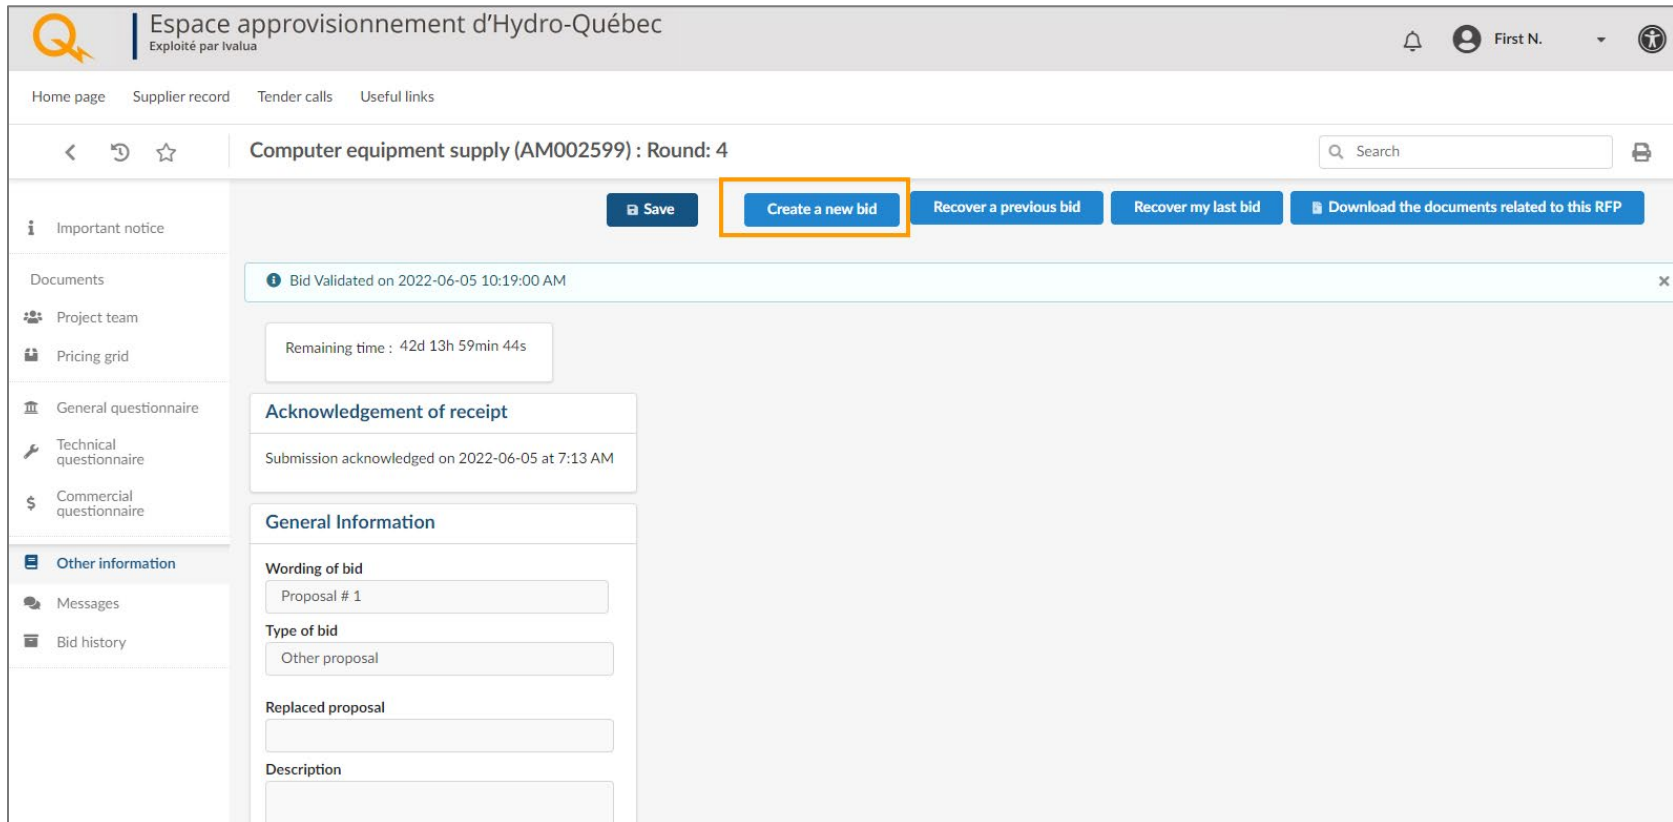 Espace approvisionnement d'Hydro-Québec
Exploité par Ivalua
First N.
Home page Supplier record Tender calls Useful links
Computer equipment supply (AM002599) : Round: 4
Search
Save Create a new bid Recover a previous bid Recover my last bid Download the documents related to this RFP
Important notice
Documents
Project team
Pricing grid
General questionnaire
Technical
questionnaire
Commercial
questionnaire
Other information
Messages
Bid history
Bid Validated on 2022-06-05 10:19:00 AM
Remaining time : 42d 13h 59min 44s
Acknowledgement of receipt
Submission acknowledged on 2022-06-05 at 7:13 AM
General Information
Wording of bid
Proposal # 1
Type of bid
Other proposal
Replaced proposal
Description